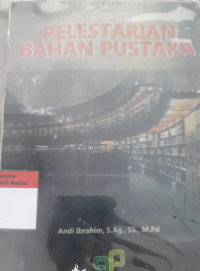 PELESTARIAN
BAHAN PUSTAKA
Andi Ibrahim, S.Ag., SS., M.Pd